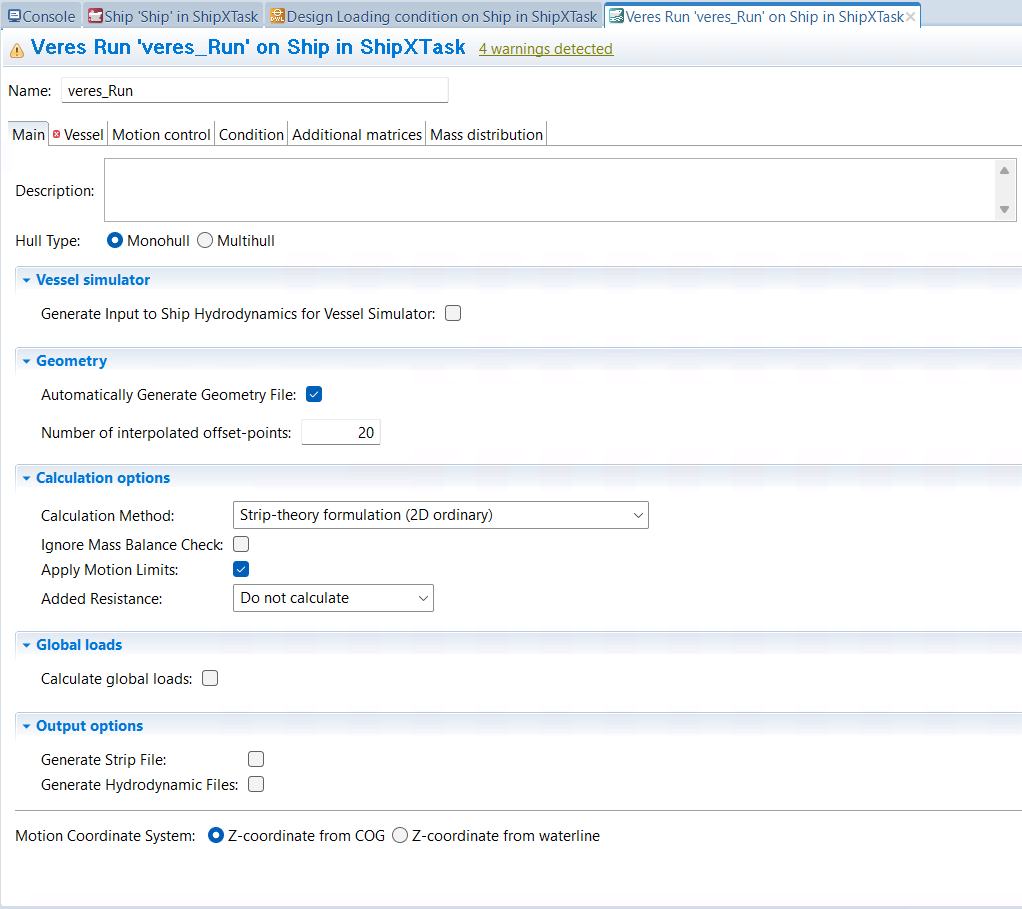 Console Ship 'Ship' in ShipXTask Design Loading condition on Ship in ShipXTask Veres Run 'veres_Run' on Ship in ShipXTask
Veres Run 'veres_Run' on Ship in ShipXTask 4 warnings detected
Name: veres_Run
Main Vessel Motion control Condition Additional matrices Mass distribution
Description:
Hull Type: Monohull Multihull
Vessel simulator
Generate Input to Ship Hydrodynamics for Vessel Simulator:
Geometry
Automatically Generate Geometry File:
Number of interpolated offset-points: 20
Calculation options
Calculation Method: Strip-theory formulation (2D ordinary)
Ignore Mass Balance Check:
Apply Motion Limits:
Added Resistance: Do not calculate
Global loads
Calculate global loads:
Output options
Generate Strip File:
Generate Hydrodynamic Files:
Motion Coordinate System: Z-coordinate from COG Z-coordinate from waterline